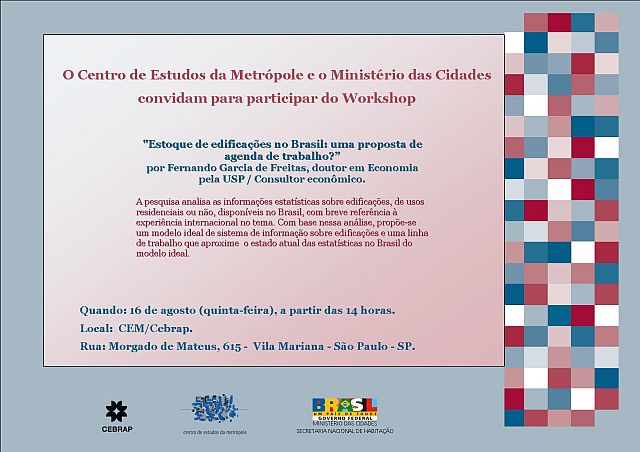 O Centro de Estudos da Metrópole e o Ministério das Cidades
convidam para participar do Workshop
"Estoque de edificações no Brasil: uma proposta de
agenda de trabalho?"
por Fernando Garcia de Freitas, doutor em Economia
pela USP / Consultor econômico.
A pesquisa analisa as informações estatísticas sobre edificações, de usos
residenciais ou não, disponíveis no Brasil, com breve referência à
experiência internacional no tema. Com base nessa análise, propõe-se
um modelo ideal de sistema de informação sobre edificações e uma linha
de trabalho que aproxime o estado atual das estatísticas no Brasil do
modelo ideal.
Quando: 16 de agosto (quinta-feira), a partir das 14 horas.
Local: CEM/Cebrap.
Rua: Morgado de Mateus, 615 - Vila Mariana - São Paulo - SP.
CEBRAP
centro de estudos da metrópole
BRASIL
UM PAÍS DE TODOS
GOVERNO FEDERAL
MINISTÉRIO DAS CIDADES
SECRETARIA NACIONAL DE HABITAÇÃO